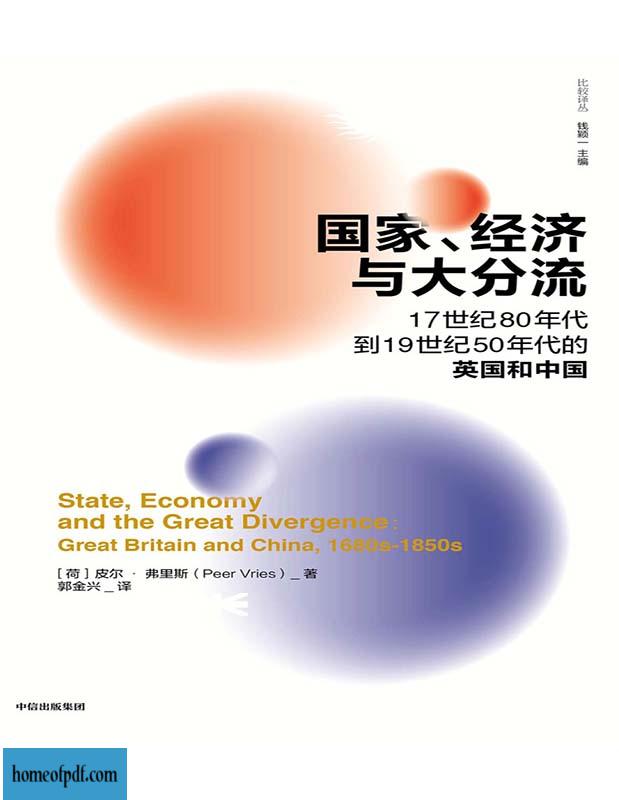 比较译丛
钱颖一 主编
国家、经济
与大分流
17世纪80年代
到19世纪50年代的
英国和中国
State, Economy
and the Great Divergence:
Great Britain and China, 1680s-1850s
［荷］皮尔 · 弗里斯（Peer Vries）_ 著
郭金兴 _ 译
中信出版集团
homeofpdf.com